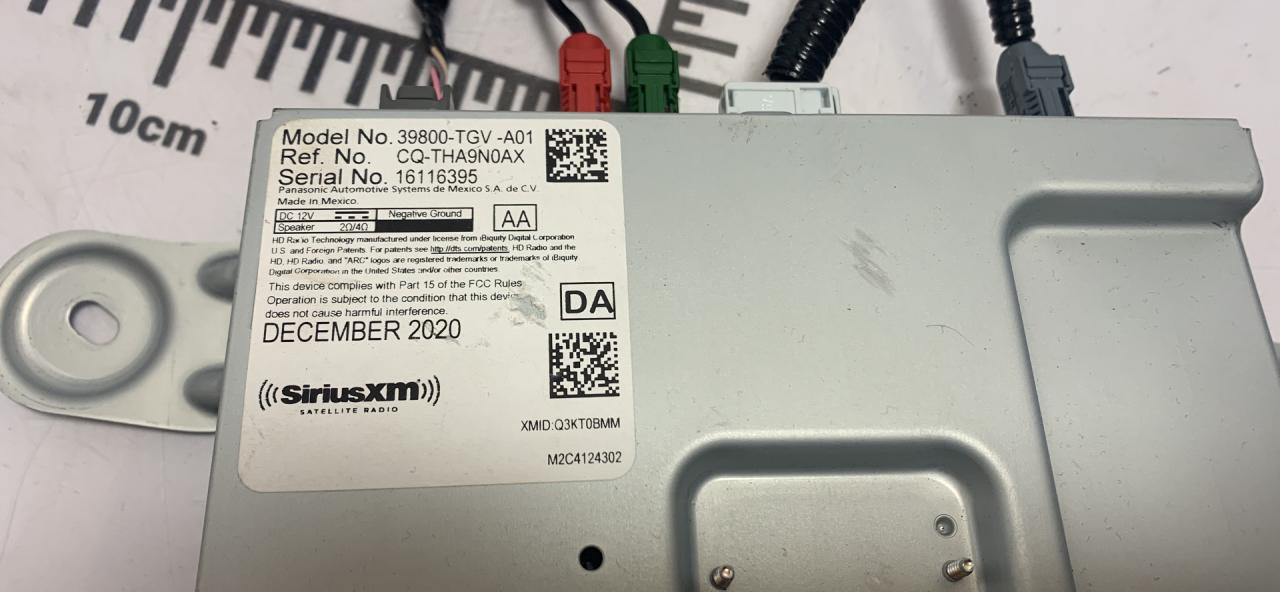 10cm
Model No. 39800-TGV -A01
Ref. No. CQ-THA9N0AX
Serial No. 16116395
Panasonic Automotive Systems de Mexico S.A. de C.V.
Made In Mexico.
DC 12V Negative Ground
Speaker 2Ω/4Ω
AA
HD Radio Technology manufactured under license from iBiquity Digital Corporation
U.S. and Foreign Patents. For patents see http://dts.com/patents. HD Radio and the
HD, HD Radio, and "ARC" logos are registered trademarks or trademarks of iBiquity
Digital Corporation in the United States and/or other countries.
This device complies with Part 15 of the FCC Rules
Operation is subject to the condition that this
does not cause harmful interference.
DA
DECEMBER 2020
((SiriusXM))
SATELLITE RADIO
XMID:Q3KT0BMM
M2C4124302